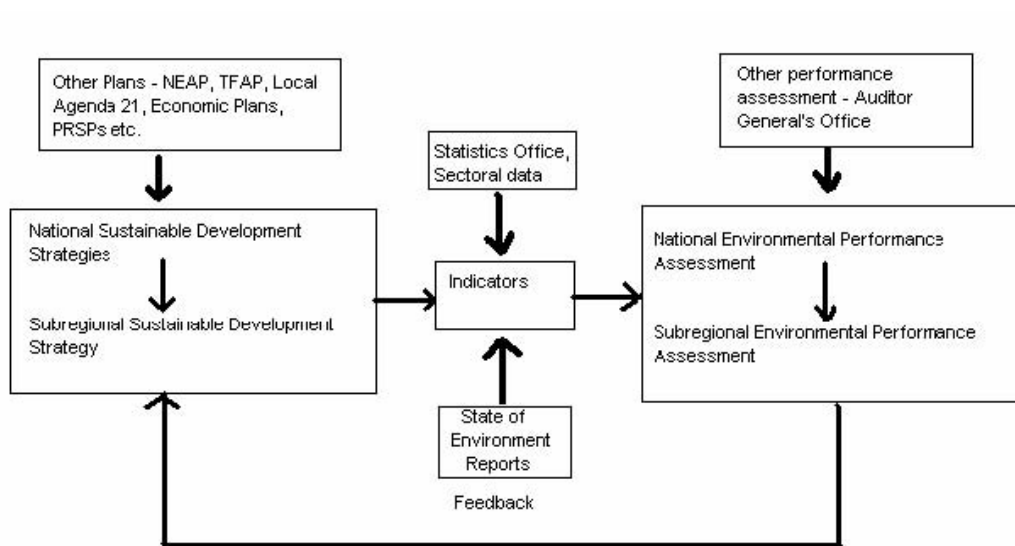 Other Plans - NEAP, TFAP, Local
Agenda 21, Economic Plans,
PRSPs etc.
Other performance
assessment - Auditor
General's Office
Statistics Office,
Sectoral data
National Sustainable Development
Strategies
Subregional Sustainable Development
Strategy
Indicators
National Environmental Performance
Assessment
Subregional Environmental Performance
Assessment
State of
Environment
Reports
Feedback